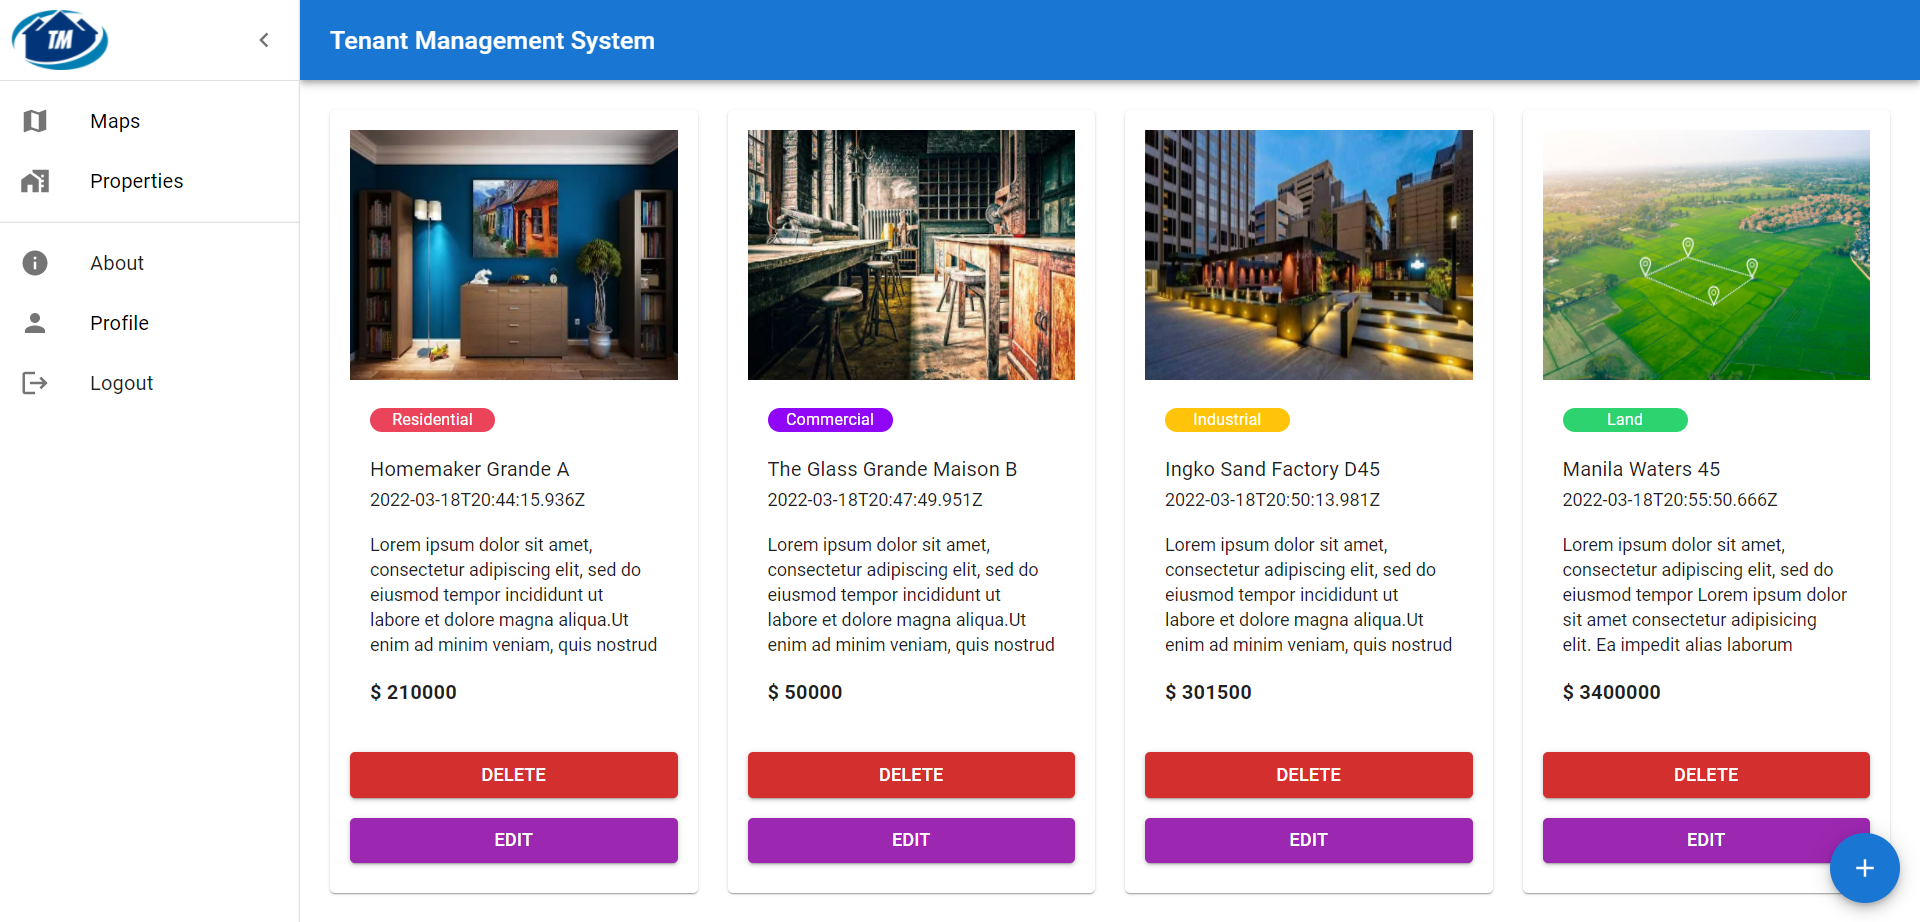 TM
Tenant Management System
Maps
Properties
About
Profile
Logout
Residential
Homemaker Grande A
2022-03-18T20:44:15.936Z
Lorem ipsum dolor sit amet,
consectetur adipiscing elit, sed do
eiusmod tempor incididunt ut
labore et dolore magna aliqua.Ut
enim ad minim veniam, quis nostrud
$ 210000
DELETE
EDIT
Commercial
The Glass Grande Maison B
2022-03-18T20:47:49.951Z
Lorem ipsum dolor sit amet,
consectetur adipiscing elit, sed do
eiusmod tempor incididunt ut
labore et dolore magna aliqua.Ut
enim ad minim veniam, quis nostrud
$ 50000
DELETE
EDIT
Industrial
Ingko Sand Factory D45
2022-03-18T20:50:13.981Z
Lorem ipsum dolor sit amet,
consectetur adipiscing elit, sed do
eiusmod tempor incididunt ut
labore et dolore magna aliqua.Ut
enim ad minim veniam, quis nostrud
$ 301500
DELETE
EDIT
Land
Manila Waters 45
2022-03-18T20:55:50.666Z
Lorem ipsum dolor sit amet,
consectetur adipiscing elit, sed do
eiusmod tempor Lorem ipsum dolor
sit amet consectetur adipisicing
elit. Ea impedit alias laborum
$ 3400000
DELETE
EDIT
+